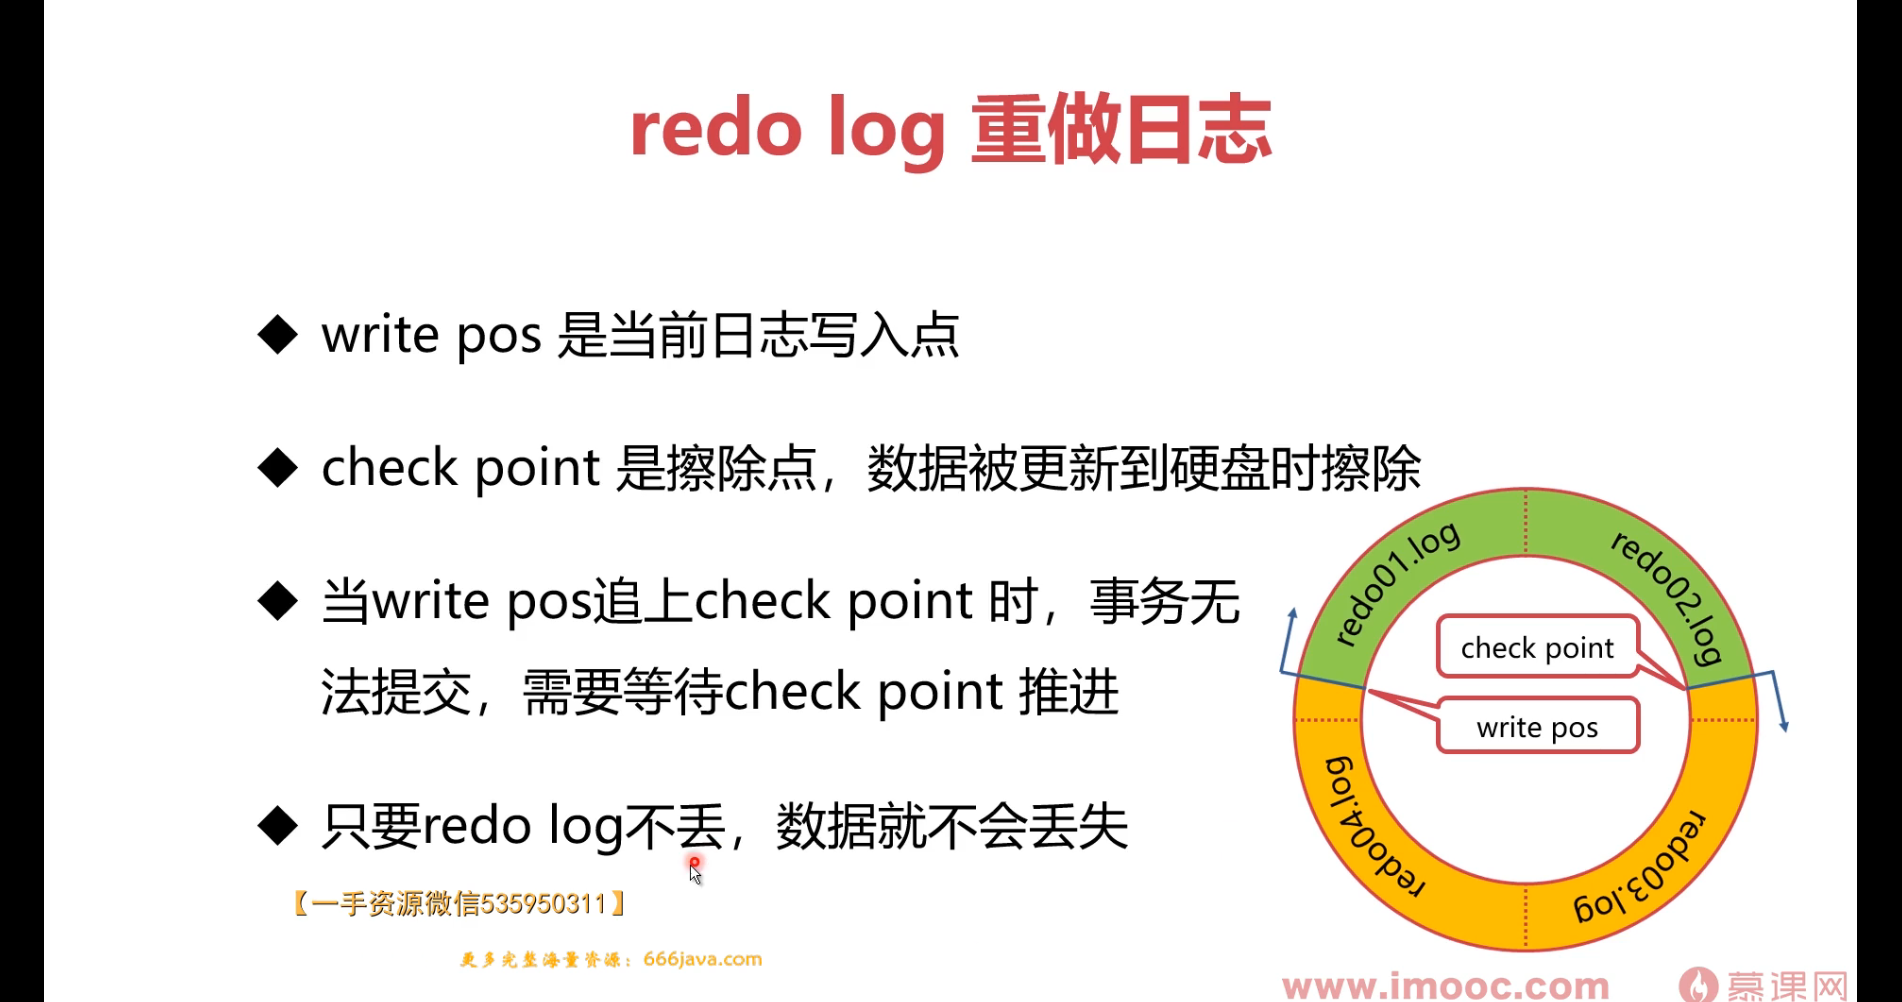 redo log 重做日志
◆ write pos 是当前日志写入点
◆ check point 是擦除点，数据被更新到硬盘时擦除
◆ 当write pos追上check point 时，事务无
法提交，需要等待check point 推进
◆ 只要redo log不丢，数据就不会丢失
redo01.log
redo02.log
check point
write pos
redo04.log
redo03.log
【一手资源微信535950311】
更多完整海量资源：666java.com
www.imooc.com 慕课网